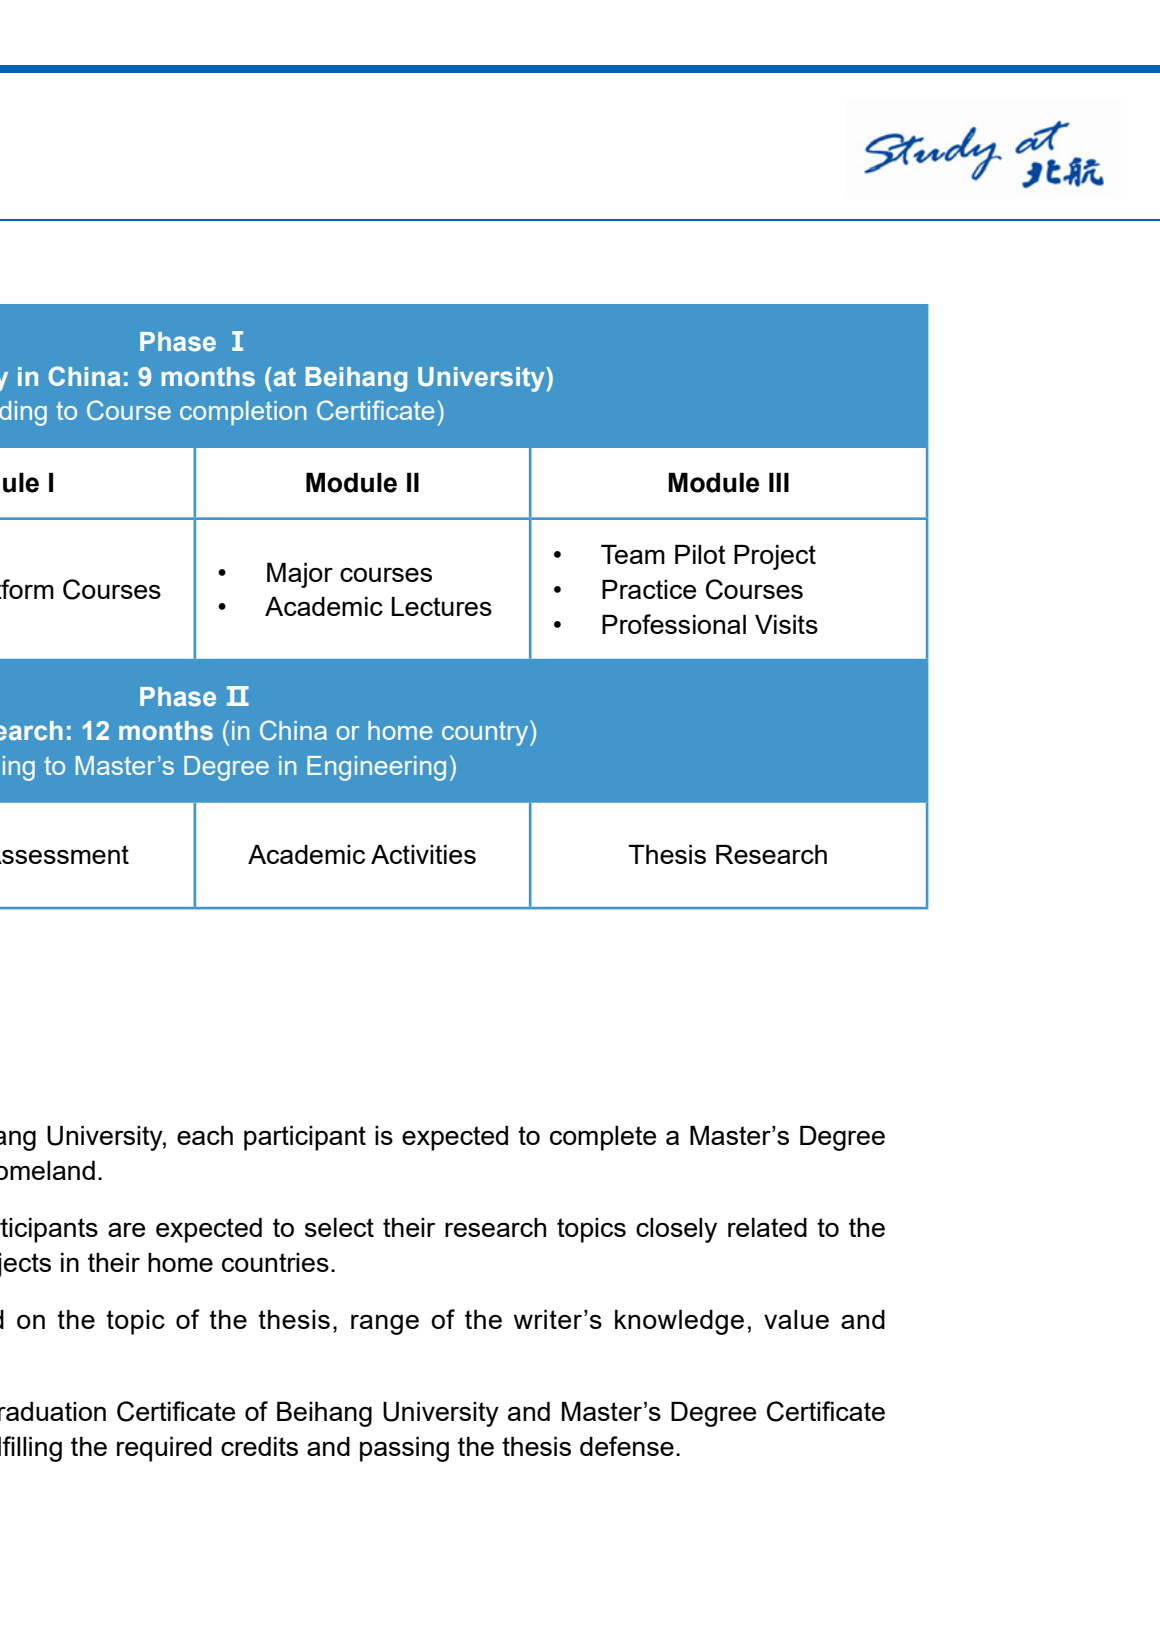 Study at
北航
Phase Ⅰ
y in China: 9 months (at Beihang University)
ding to Course completion Certificate)
ule I
Module II
Module III
tform Courses
• Major courses
• Academic Lectures
• Team Pilot Project
• Practice Courses
• Professional Visits
Phase Ⅱ
earch: 12 months (in China or home country)
ing to Master’s Degree in Engineering)
ssessment
Academic Activities
Thesis Research
ang University, each participant is expected to complete a Master’s Degree
omeland.
ticipants are expected to select their research topics closely related to the
jects in their home countries.
d on the topic of the thesis, range of the writer’s knowledge, value and
raduation Certificate of Beihang University and Master’s Degree Certificate
lfilling the required credits and passing the thesis defense.